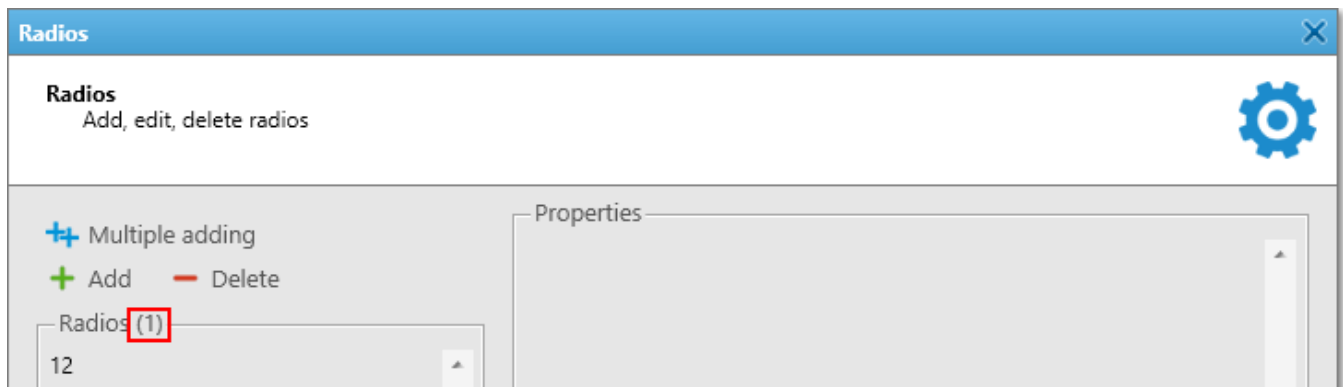 Radios
Radios
Add, edit, delete radios
Multiple adding
Add Delete
Radios (1)
12
Properties